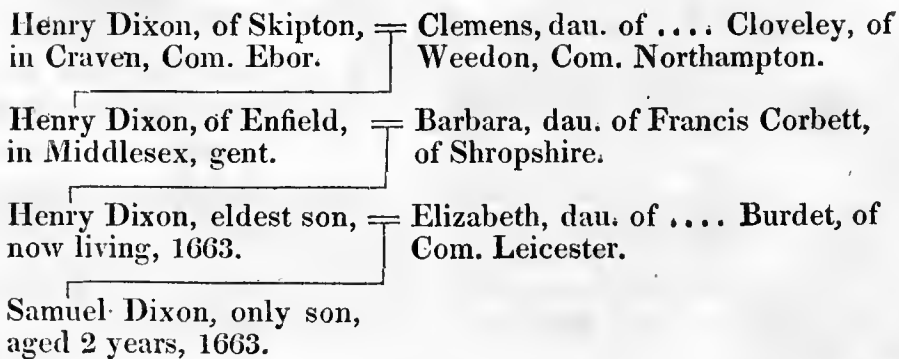 Henry Dixon, of Skipton, = Clemens, dau. of .... Cloveley, of
in Craven, Com. Ebor. Weedon, Com. Northampton.
Henry Dixon, of Enfield, = Barbara, dau. of Francis Corbett,
in Middlesex, gent. of Shropshire.
Henry Dixon, eldest son, = Elizabeth, dau. of .... Burdet, of
now living, 1663. Com. Leicester.
Samuel Dixon, only son,
aged 2 years, 1663.